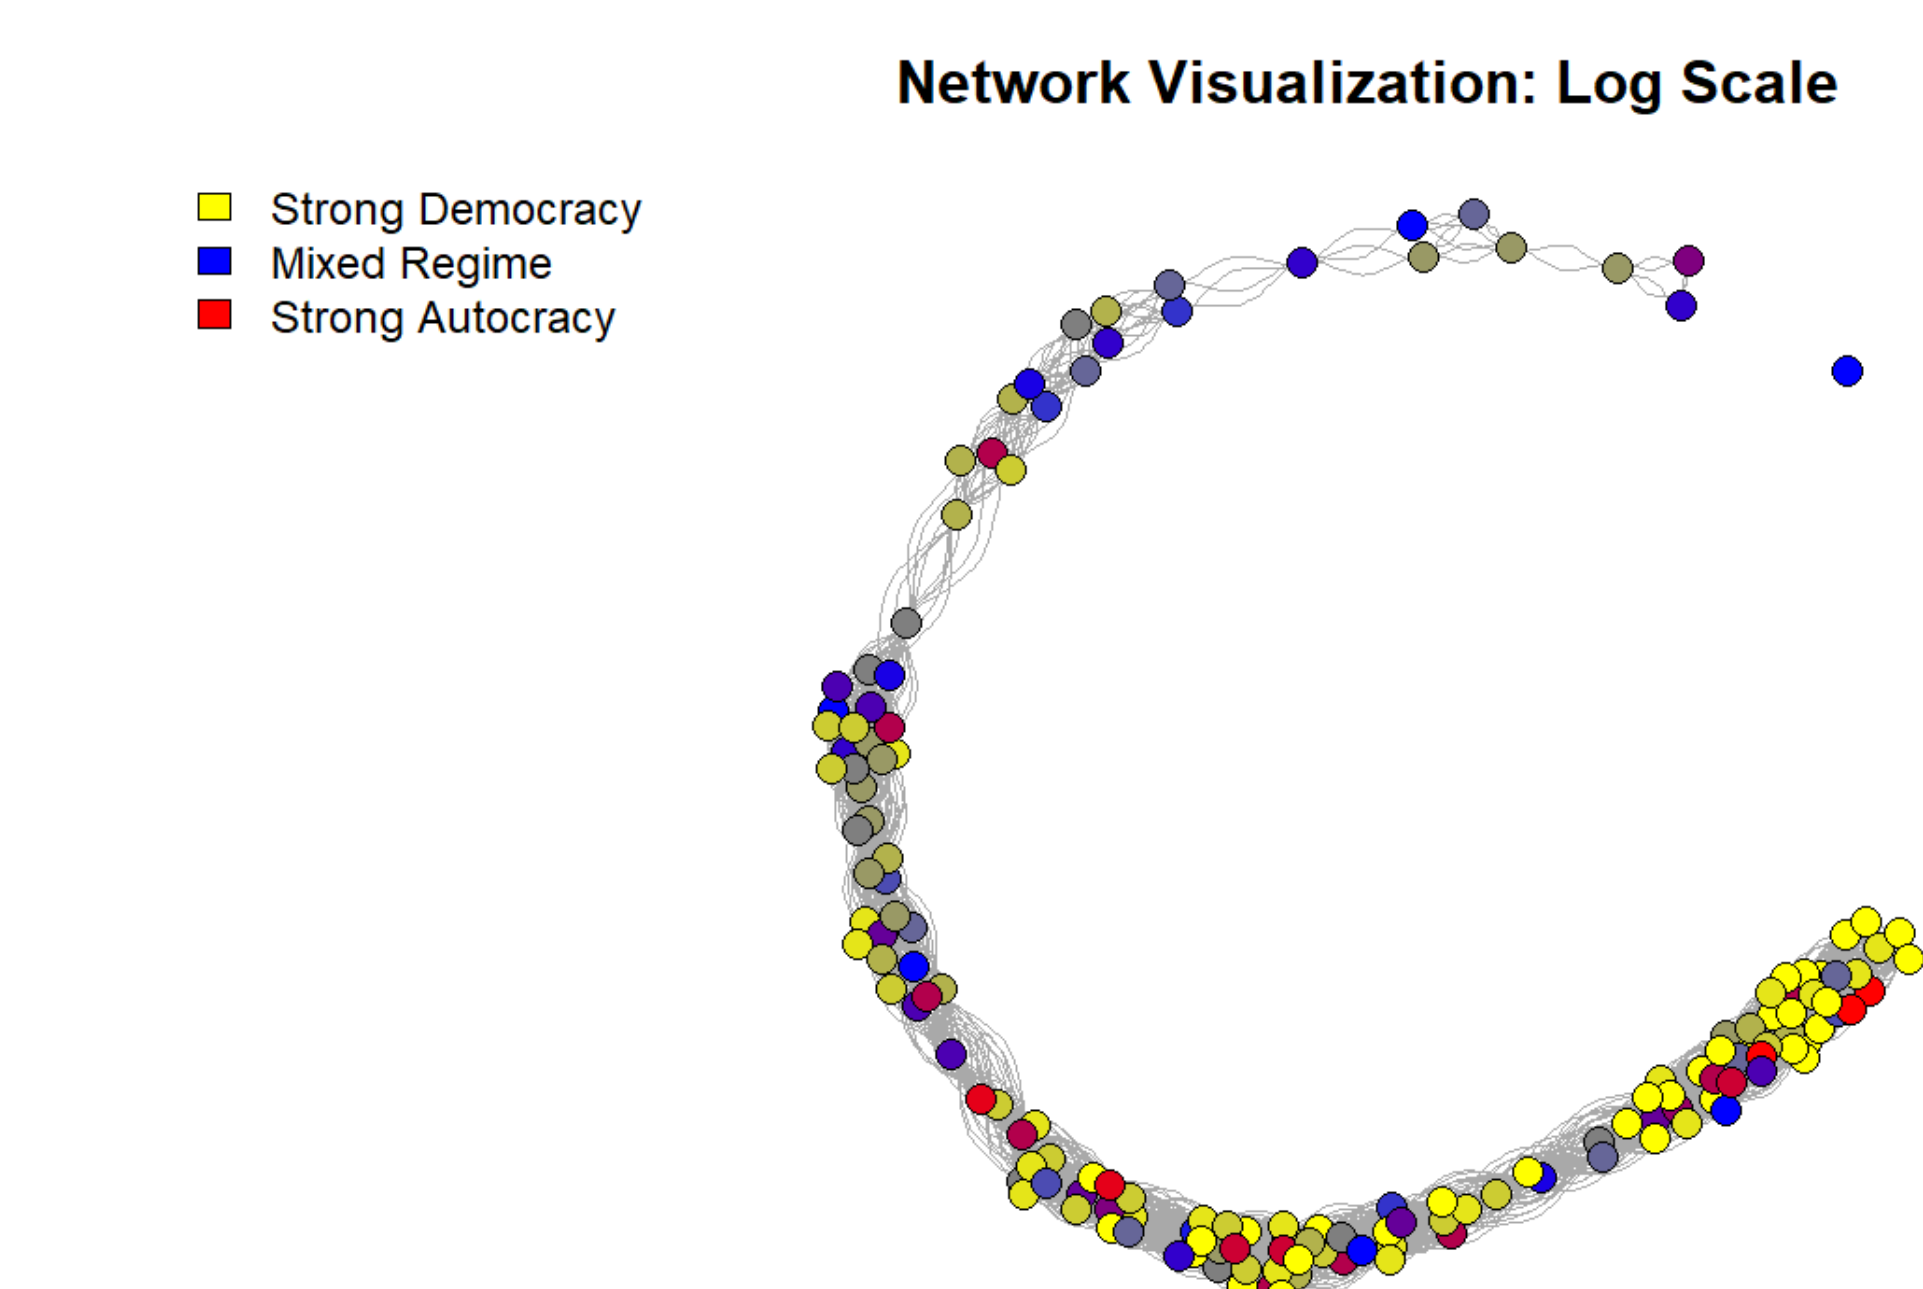 Network Visualization: Log Scale
Strong Democracy
Mixed Regime
Strong Autocracy